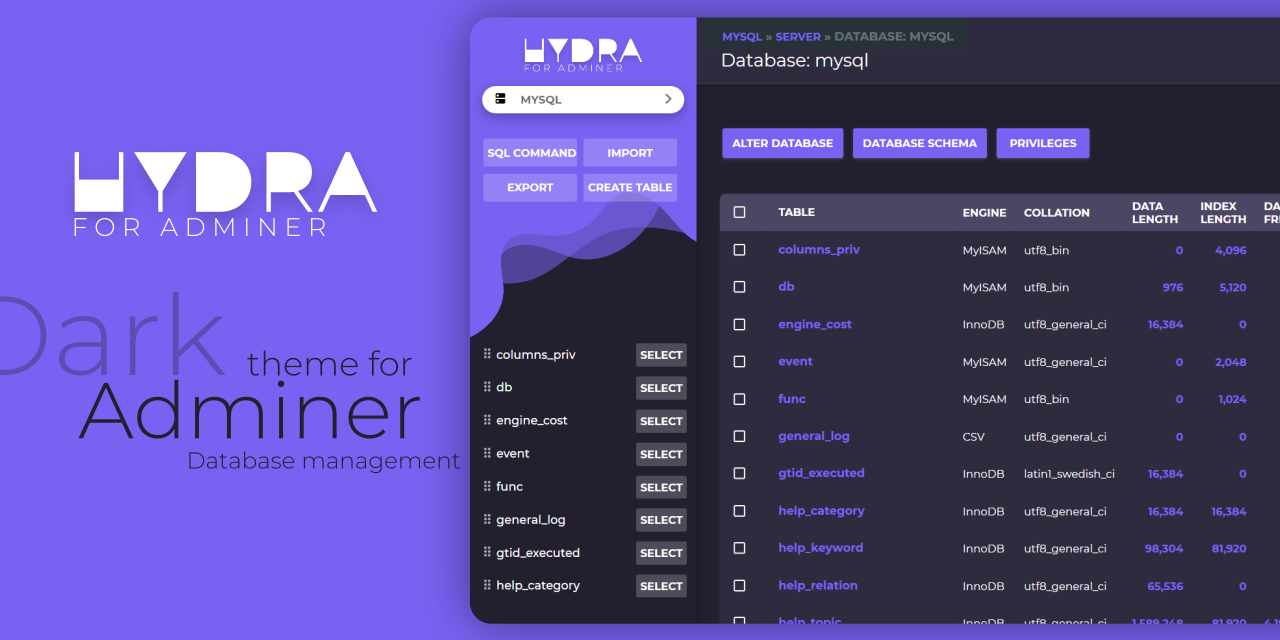 HYDRA
FOR ADMINER
Dark
theme for
Adminer
Database management
HYDRA
FOR ADMINER
MYSQL
SQL COMMAND IMPORT
EXPORT CREATE TABLE
columns_priv SELECT
db SELECT
engine_cost SELECT
event SELECT
func SELECT
general_log SELECT
gtid_executed SELECT
help_category SELECT
MYSQL » SERVER » DATABASE: MYSQL
Database: mysql
ALTER DATABASE DATABASE SCHEMA PRIVILEGES
TABLE ENGINE COLLATION DATA LENGTH INDEX LENGTH
columns_priv MyISAM utf8_bin 0 4,096
db MyISAM utf8_bin 976 5,120
engine_cost InnoDB utf8_general_ci 16,384 0
event MyISAM utf8_general_ci 0 2,048
func MyISAM utf8_bin 0 1,024
general_log CSV utf8_general_ci 0 0
gtid_executed InnoDB latin1_swedish_ci 16,384 0
help_category InnoDB utf8_general_ci 16,384 16,384
help_keyword InnoDB utf8_general_ci 98,304 81,920
help_relation InnoDB utf8_general_ci 65,536 0
help_topic InnoDB utf8_general_ci 1,589,248 81,920